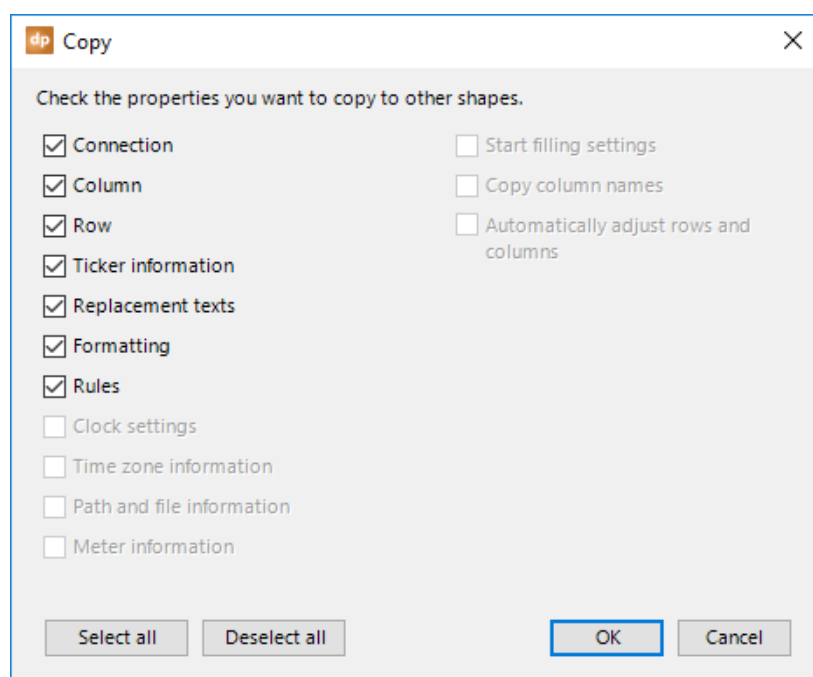 dp Copy
Check the properties you want to copy to other shapes.
Connection
Column
Row
Ticker information
Replacement texts
Formatting
Rules
Clock settings
Time zone information
Path and file information
Meter information
Start filling settings
Copy column names
Automatically adjust rows and
columns
Select all
Deselect all
OK
Cancel